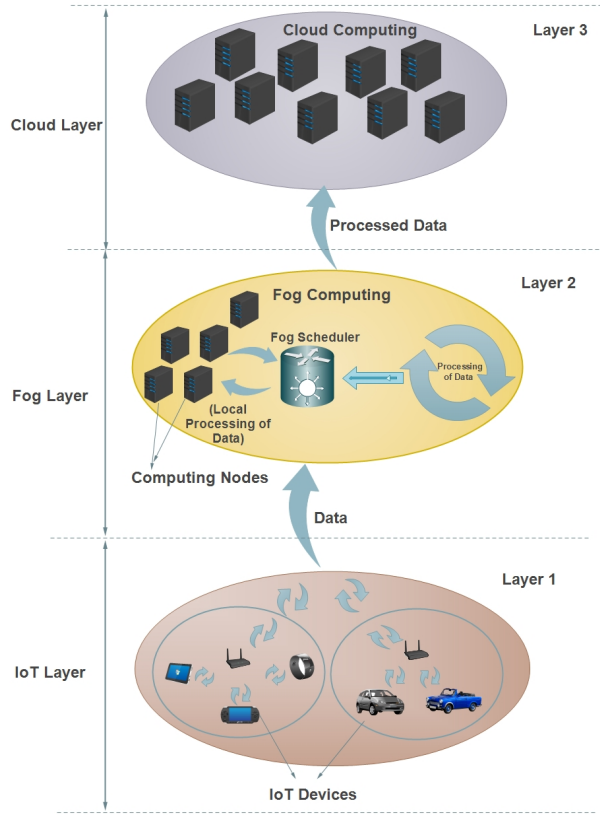 Cloud Computing
Layer 3
Cloud Layer
Processed Data
Layer 2
Fog Computing
Fog Scheduler
Processing
of Data
Fog Layer
(Local
Processing of
Data)
Computing Nodes
Data
Layer 1
IoT Layer
IoT Devices